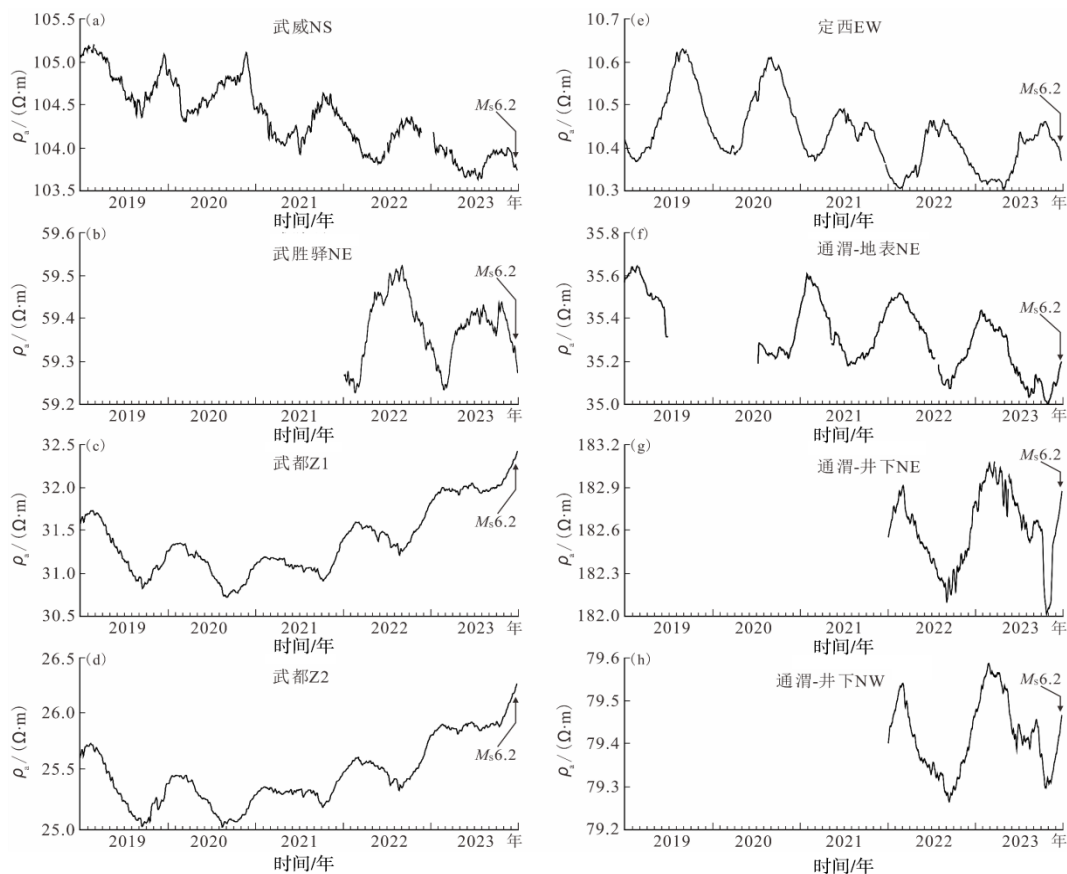 (a)
武威NS
105.5
105.0
104.5
104.0
103.5
ρa/(Ω·m)
Ms6.2
2019 2020 2021 2022 2023 年
时间/年
(b)
武胜驿NE
59.6
59.5
59.4
59.3
59.2
ρa/(Ω·m)
Ms6.2
2019 2020 2021 2022 2023 年
时间/年
(c)
武都Z1
32.5
32.0
31.5
31.0
30.5
ρa/(Ω·m)
Ms6.2
2019 2020 2021 2022 2023 年
时间/年
(d)
武都Z2
26.5
26.0
25.5
25.0
ρa/(Ω·m)
Ms6.2
2019 2020 2021 2022 2023 年
时间/年
(e)
定西EW
10.7
10.6
10.5
10.4
10.3
ρa/(Ω·m)
Ms6.2
2019 2020 2021 2022 2023 年
时间/年
(f)
通渭-地表NE
35.8
35.6
35.4
35.2
35.0
ρa/(Ω·m)
Ms6.2
2019 2020 2021 2022 2023 年
时间/年
(g)
通渭-井下NE
183.2
182.9
182.6
182.3
182.0
ρa/(Ω·m)
Ms6.2
2019 2020 2021 2022 2023 年
时间/年
(h)
通渭-井下NW
79.6
79.5
79.4
79.3
79.2
ρa/(Ω·m)
Ms6.2
2019 2020 2021 2022 2023 年
时间/年